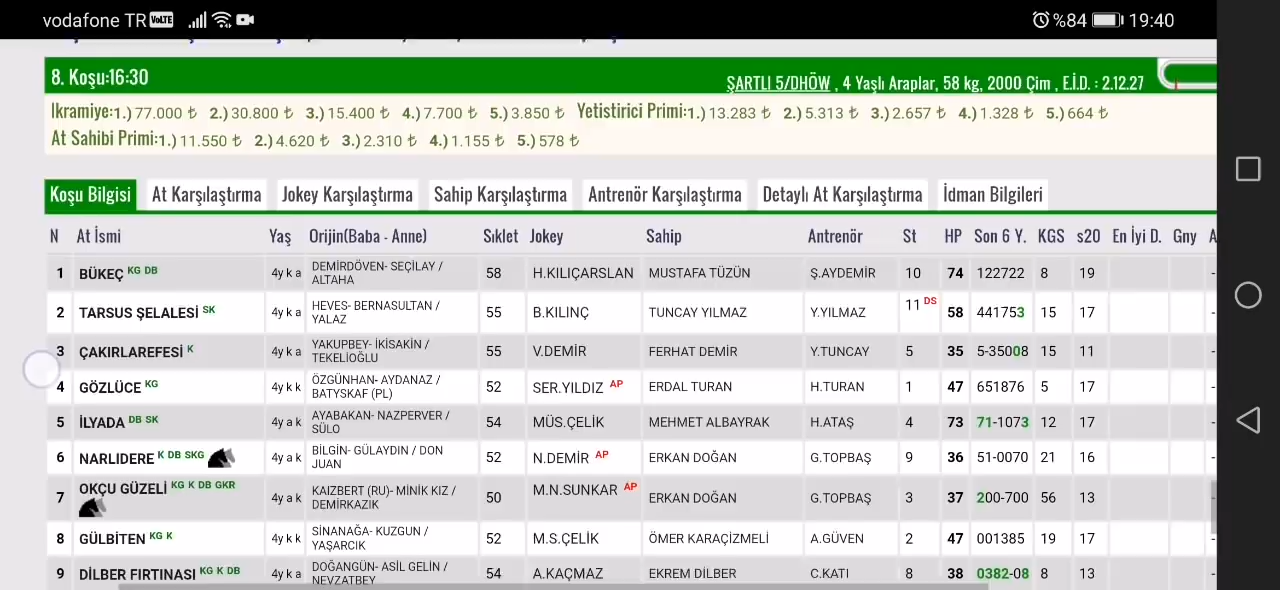 vodafone TR VoLTE %84 19:40
8. Koşu:16:30
ŞARTLI 5/DHÖW , 4 Yaşlı Araplar, 58 kg, 2000 Çim , E.İ.D. : 2.12.27
Ikramiye:1.) 77.000 ₺ 2.) 30.800 ₺ 3.) 15.400 ₺ 4.) 7.700 ₺ 5.) 3.850 ₺ Yetistirici Primi:1.) 13.283 ₺ 2.) 5.313 ₺ 3.) 2.657 ₺ 4.) 1.328 ₺ 5.) 664 ₺
At Sahibi Primi:1.) 11.550 ₺ 2.) 4.620 ₺ 3.) 2.310 ₺ 4.) 1.155 ₺ 5.) 578 ₺
Koşu Bilgisi At Karşılaştırma Jokey Karşılaştırma Sahip Karşılaştırma Antrenör Karşılaştırma Detaylı At Karşılaştırma İdman Bilgileri
N At İsmi Yaş Orijin(Baba - Anne) Sıklet Jokey Sahip Antrenör St HP Son 6 Y. KGS s20 En İyi D. Gny A
1 BÜKEÇ KG DB 4y k a DEMİRDÖVEN- SEÇİLAY / ALTAHA 58 H.KILIÇARSLAN MUSTAFA TÜZÜN Ş.AYDEMİR 10 74 122722 8 19 -
2 TARSUS ŞELALESİ SK 4y k a HEVES- BERNASULTAN / YALAZ 55 B.KILINÇ TUNCAY YILMAZ Y.YILMAZ 11 DS 58 441753 15 17 -
3 ÇAKIRLAREFESİ K 4y k a YAKUPBEY- İKİSAKİN / TEKELİOĞLU 55 V.DEMİR FERHAT DEMİR Y.TUNCAY 5 35 5-35008 15 11 -
4 GÖZLÜCE KG 4y k k ÖZGÜNHAN- AYDANAZ / BATYSKAF (PL) 52 SER.YILDIZ AP ERDAL TURAN H.TURAN 1 47 651876 5 17 -
5 İLYADA DB SK 4y a k AYABAKAN- NAZPERVER / SÜLO 54 MÜS.ÇELİK MEHMET ALBAYRAK H.ATAŞ 4 73 71-1073 12 17 -
6 NARLIDERE K DB SKG 4y a k BİLGİN- GÜLAYDIN / DON JUAN 52 N.DEMİR AP ERKAN DOĞAN G.TOPBAŞ 9 36 51-0070 21 16 -
7 OKÇU GÜZELİ KG K DB GKR 4y a k KAIZBERT (RU)- MİNİK KIZ / DEMİRKAZIK 50 M.N.SUNKAR AP ERKAN DOĞAN G.TOPBAŞ 3 37 200-700 56 13 -
8 GÜLBİTEN KG K 4y k k SİNANAĞA- KUZGUN / YAŞARCIK 52 M.S.ÇELİK ÖMER KARAÇİZMELİ A.GÜVEN 2 47 001385 19 17 -
9 DİLBER FIRTINASI KG K DB 4y k a DOĞANGÜN- ASİL GELİN / NEVZATBEY 54 A.KAÇMAZ EKREM DİLBER C.KATI 8 38 0382-08 8 13 -